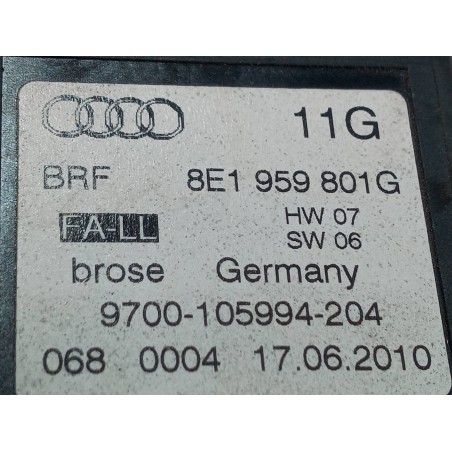 11G
BRF 8E1 959 801G
HW 07
FA-LL
SW 06
brose Germany
9700-105994-204
068 0004 17.06.2010